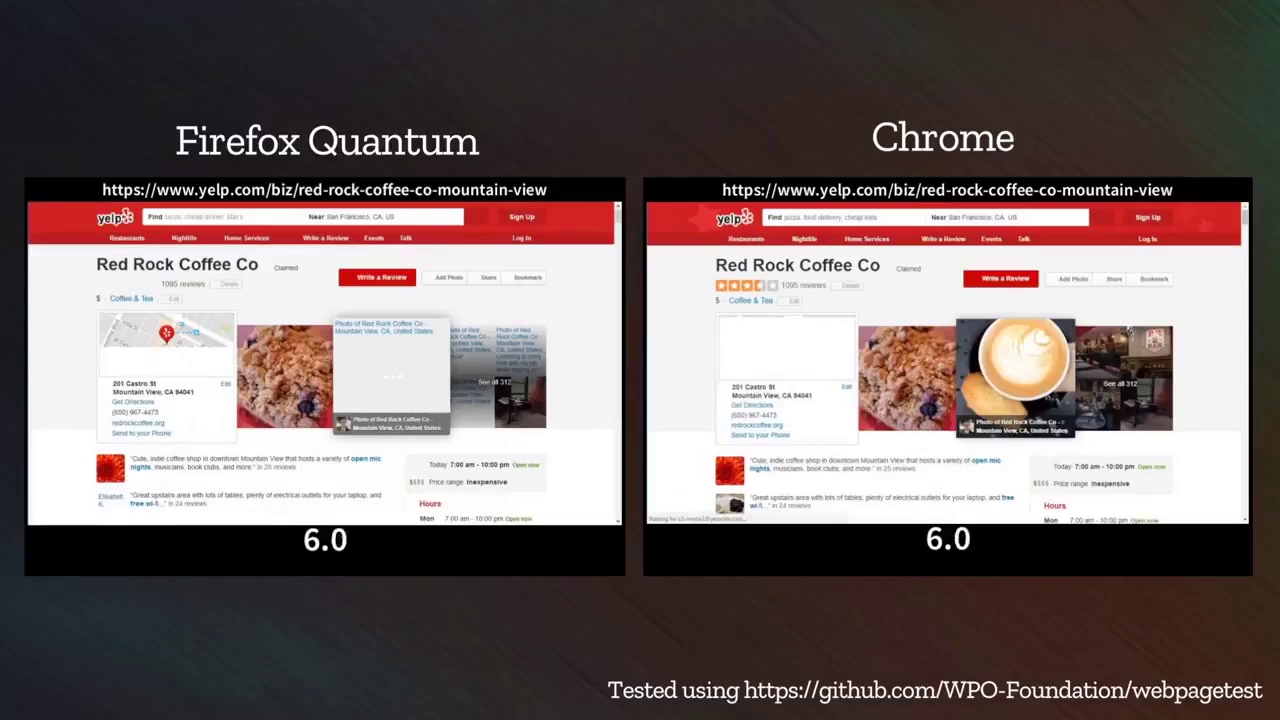 Firefox Quantum
Chrome
https://www.yelp.com/biz/red-rock-coffee-co-mountain-view
yelp
Find tacos, cheap dinner, Max's
Near San Francisco, CA, US
Sign Up
Restaurants
Nightlife
Home Services
Write a Review
Events
Talk
Log In
Red Rock Coffee Co
Claimed
Write a Review
Add Photo
Share
Bookmark
1095 reviews
Details
$ · Coffee & Tea
Edit
Photo of Red Rock Coffee Co -
Mountain View, CA, United States
See all 312
Photo of Red Rock Coffee Co -
Mountain View, CA, United States
201 Castro St
Edit
Mountain View, CA 94041
Get Directions
(650) 967-4473
redrockcoffee.org
Send to your Phone
"Cute, indie coffee shop in downtown Mountain View that hosts a variety of open mic
nights, musicians, book clubs, and more " in 25 reviews
"Great upstairs area with lots of tables, plenty of electrical outlets for your laptop, and
free wi-fi..." in 24 reviews
Today 7:00 am - 10:00 pm Open now
$$$$ Price range Inexpensive
Hours
Mon 7:00 am - 10:00 pm Open now
6.0
https://www.yelp.com/biz/red-rock-coffee-co-mountain-view
yelp
Find pizza, food delivery, cheap eats
Near San Francisco, CA, US
Sign Up
Restaurants
Nightlife
Home Services
Write a Review
Events
Talk
Log In
Red Rock Coffee Co
Claimed
Write a Review
Add Photo
Share
Bookmark
1095 reviews
Details
$ · Coffee & Tea
Edit
See all 312
Photo of Red Rock Coffee Co -
Mountain View, CA, United States
201 Castro St
Edit
Mountain View, CA 94041
Get Directions
(650) 967-4473
redrockcoffee.org
Send to your Phone
"Cute, indie coffee shop in downtown Mountain View that hosts a variety of open mic
nights, musicians, book clubs, and more " in 25 reviews
"Great upstairs area with lots of tables, plenty of electrical outlets for your laptop, and free
wi-fi..." in 24 reviews
Today 7:00 am - 10:00 pm Open now
$$$$ Price range Inexpensive
Hours
Mon 7:00 am - 10:00 pm Open now
6.0
Tested using https://github.com/WPO-Foundation/webpagetest